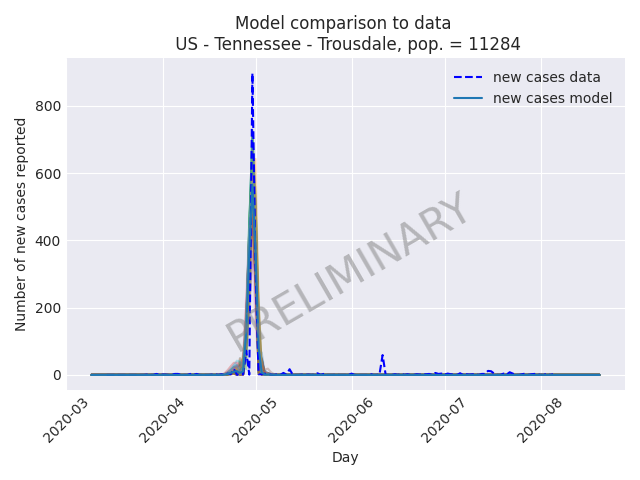 Model comparison to data
US - Tennessee - Trousdale, pop. = 11284
new cases data
new cases model
Number of new cases reported
800
600
400
200
0
PRELIMINARY
2020-03
2020-04
2020-05
2020-06
2020-07
2020-08
Day